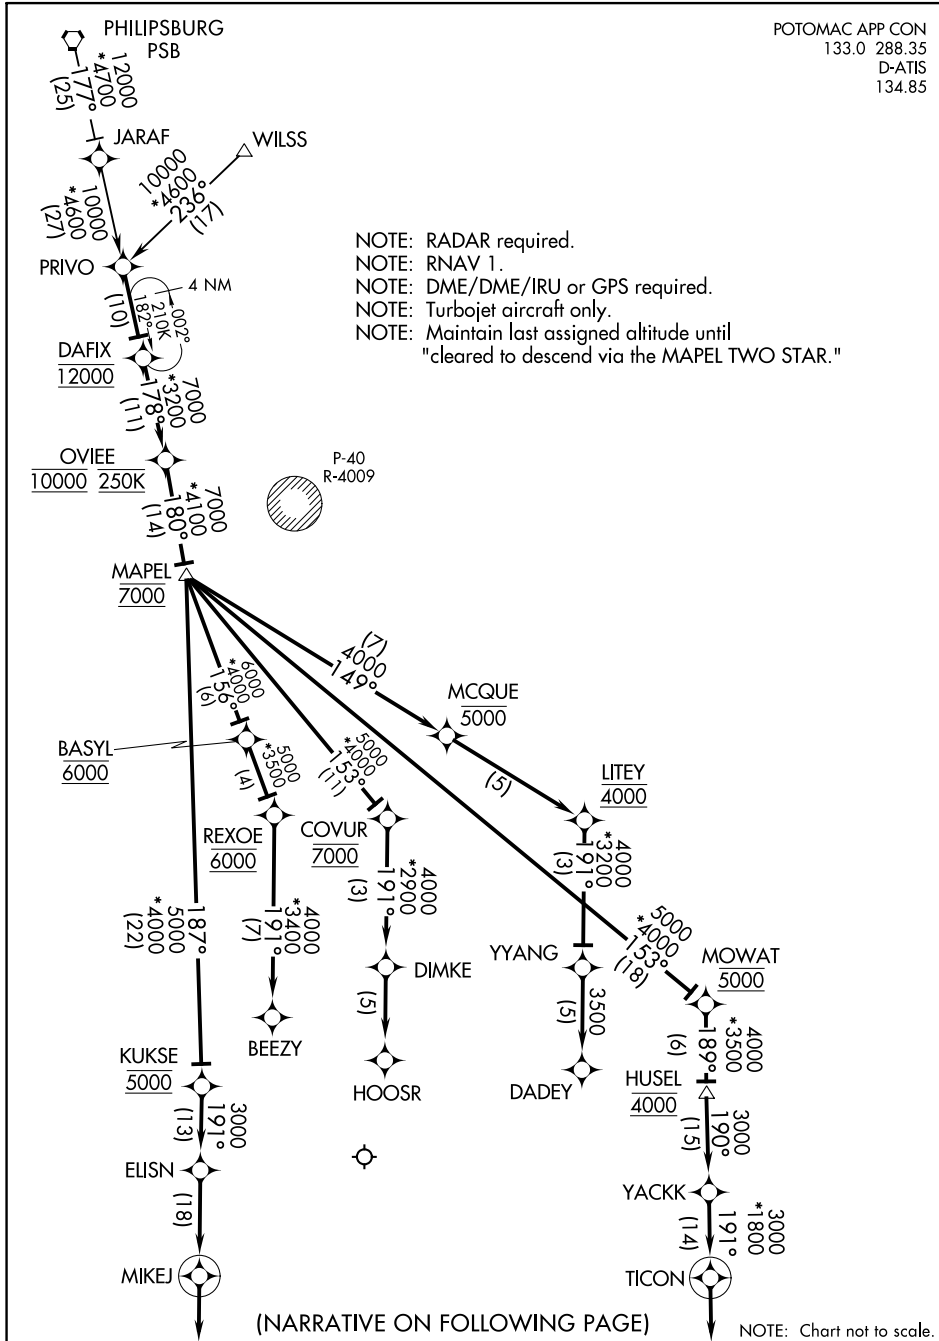 PHILIPSBURG
PSB
POTOMAC APP CON
133.0 288.35
D-ATIS
134.85
12000
*4700
177°
(25)
JARAF
WILSS
10000
*4600
236°
(17)
10000
*4600
(27)
PRIVO
NOTE: RADAR required.
NOTE: RNAV 1.
NOTE: DME/DME/IRU or GPS required.
NOTE: Turbojet aircraft only.
NOTE: Maintain last assigned altitude until
"cleared to descend via the MAPEL TWO STAR."
4 NM
(10)
182°
210K
002°
DAFIX
12000
7000
*3200
178°
(11)
OVIEE
10000 250K
P-40
R-4009
7000
*4100
180°
(14)
MAPEL
7000
(7)
4000
149°
6000
*4000
156°
(6)
MCQUE
5000
BASYL
6000
5000
*3500
(4)
5000
*4000
153°
(11)
(5)
LITEY
4000
REXOE
6000
COVUR
7000
4000
*3200
191°
(3)
5000
*4000
187°
(22)
4000
*3400
191°
(7)
4000
*2900
191°
(3)
5000
*4000
153°
(18)
MOWAT
5000
DIMKE
YYANG
BEEZY
(5)
3500
(5)
4000
*3500
189°
(6)
KUKSE
5000
HOOSR
DADEY
HUSEL
4000
3000
191°
(13)
3000
190°
(15)
ELISN
YACKK
(18)
3000
*1800
191°
(14)
MIKEJ
TICON
(NARRATIVE ON FOLLOWING PAGE)
NOTE: Chart not to scale.